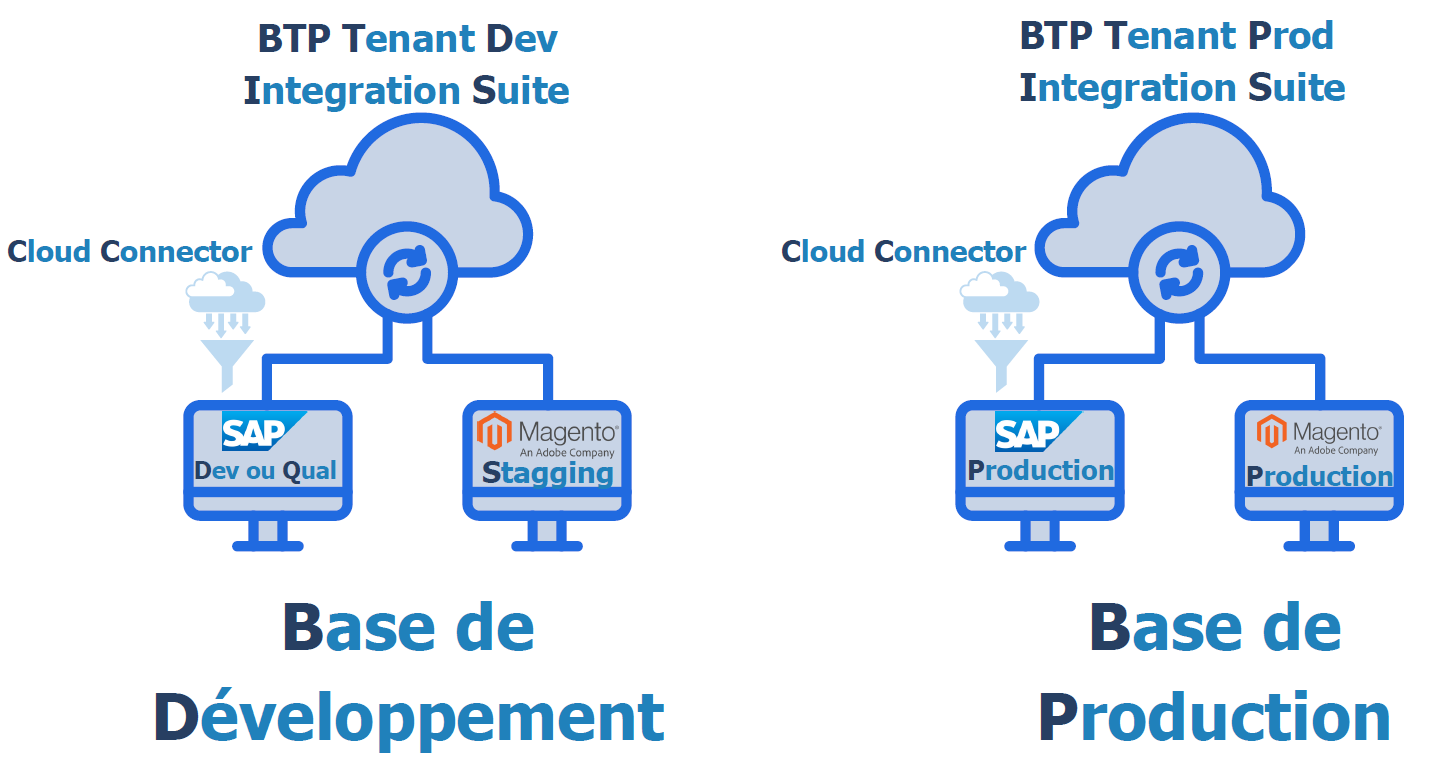 BTP Tenant Dev
Integration Suite
Cloud Connector
SAP
Dev ou Qual
Magento®
An Adobe Company
Stagging
Base de
Développement
BTP Tenant Prod
Integration Suite
Cloud Connector
SAP
Production
Magento®
An Adobe Company
Production
Base de
Production